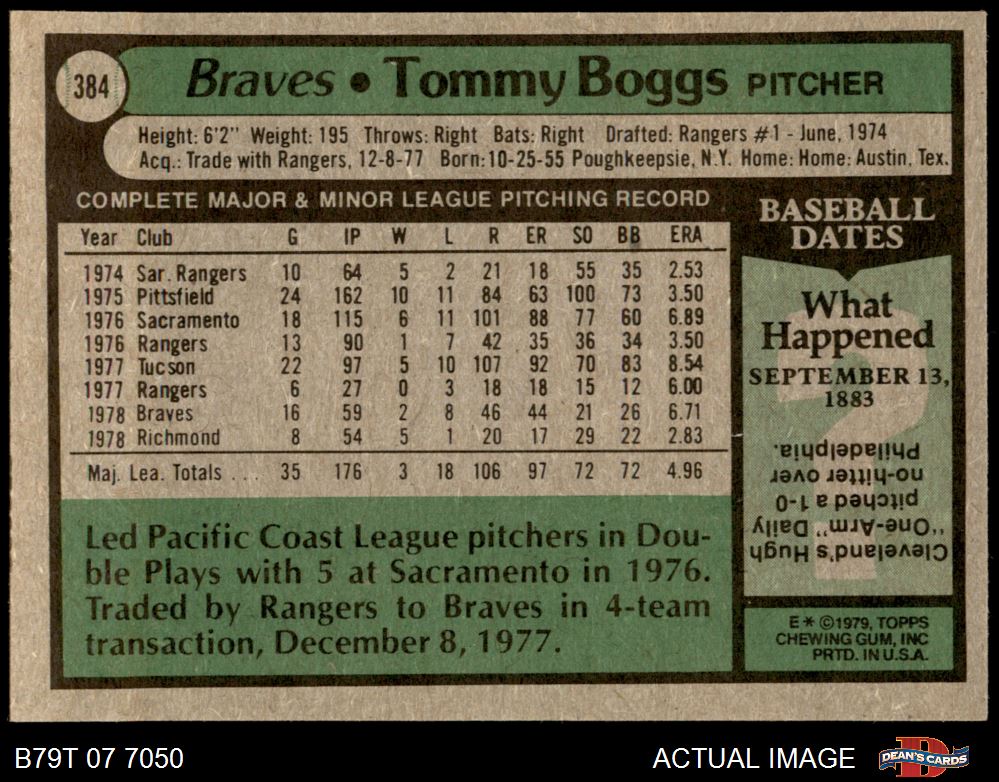 384
Braves • Tommy Boggs PITCHER
Height: 6'2" Weight: 195 Throws: Right Bats: Right Drafted: Rangers #1 - June, 1974
Acq.: Trade with Rangers, 12-8-77 Born: 10-25-55 Poughkeepsie, N.Y. Home: Home: Austin, Tex.
COMPLETE MAJOR & MINOR LEAGUE PITCHING RECORD
Year Club G IP W L R ER SO BB ERA
1974 Sar. Rangers 10 64 5 2 21 18 55 35 2.53
1975 Pittsfield 24 162 10 11 84 63 100 73 3.50
1976 Sacramento 18 115 6 11 101 88 77 60 6.89
1976 Rangers 13 90 1 7 42 35 36 34 3.50
1977 Tucson 22 97 5 10 107 92 70 83 8.54
1977 Rangers 6 27 0 3 18 18 15 12 6.00
1978 Braves 16 59 2 8 46 44 21 26 6.71
1978 Richmond 8 54 5 1 20 17 29 22 2.83
Maj. Lea. Totals ... 35 176 3 18 106 97 72 72 4.96
Led Pacific Coast League pitchers in Dou-
ble Plays with 5 at Sacramento in 1976.
Traded by Rangers to Braves in 4-team
transaction, December 8, 1977.
BASEBALL
DATES
What
Happened
SEPTEMBER 13,
1883
Cleveland's Hugh
"One-Arm" Daily
pitched a 1-0
no-hitter over
Philadelphia.
E * ©1979, TOPPS
CHEWING GUM, INC
PRTD. IN U.S.A.
B79T 07 7050
ACTUAL IMAGE
DEAN'S CARDS